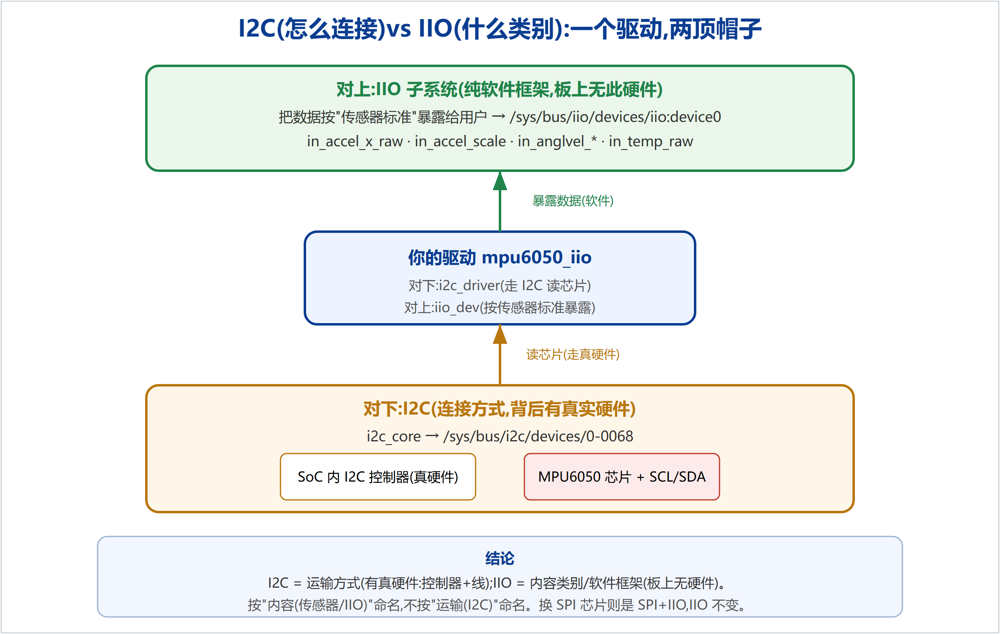 I2C(怎么连接)vs IIO(什么类别):一个驱动,两顶帽子
对上:IIO 子系统(纯软件框架,板上无此硬件)
把数据按"传感器标准"暴露给用户 → /sys/bus/iio/devices/iio:device0
in_accel_x_raw · in_accel_scale · in_anglvel_* · in_temp_raw
暴露数据(软件)
你的驱动 mpu6050_iio
对下:i2c_driver(走 I2C 读芯片)
对上:iio_dev(按传感器标准暴露)
读芯片(走真硬件)
对下:I2C(连接方式,背后有真实硬件)
i2c_core → /sys/bus/i2c/devices/0-0068
SoC 内 I2C 控制器(真硬件)
MPU6050 芯片 + SCL/SDA
结论
I2C = 运输方式(有真硬件:控制器+线);IIO = 内容类别/软件框架(板上无硬件)。
按"内容(传感器/IIO)"命名,不按"运输(I2C)"命名。换 SPI 芯片则是 SPI+IIO,IIO 不变。